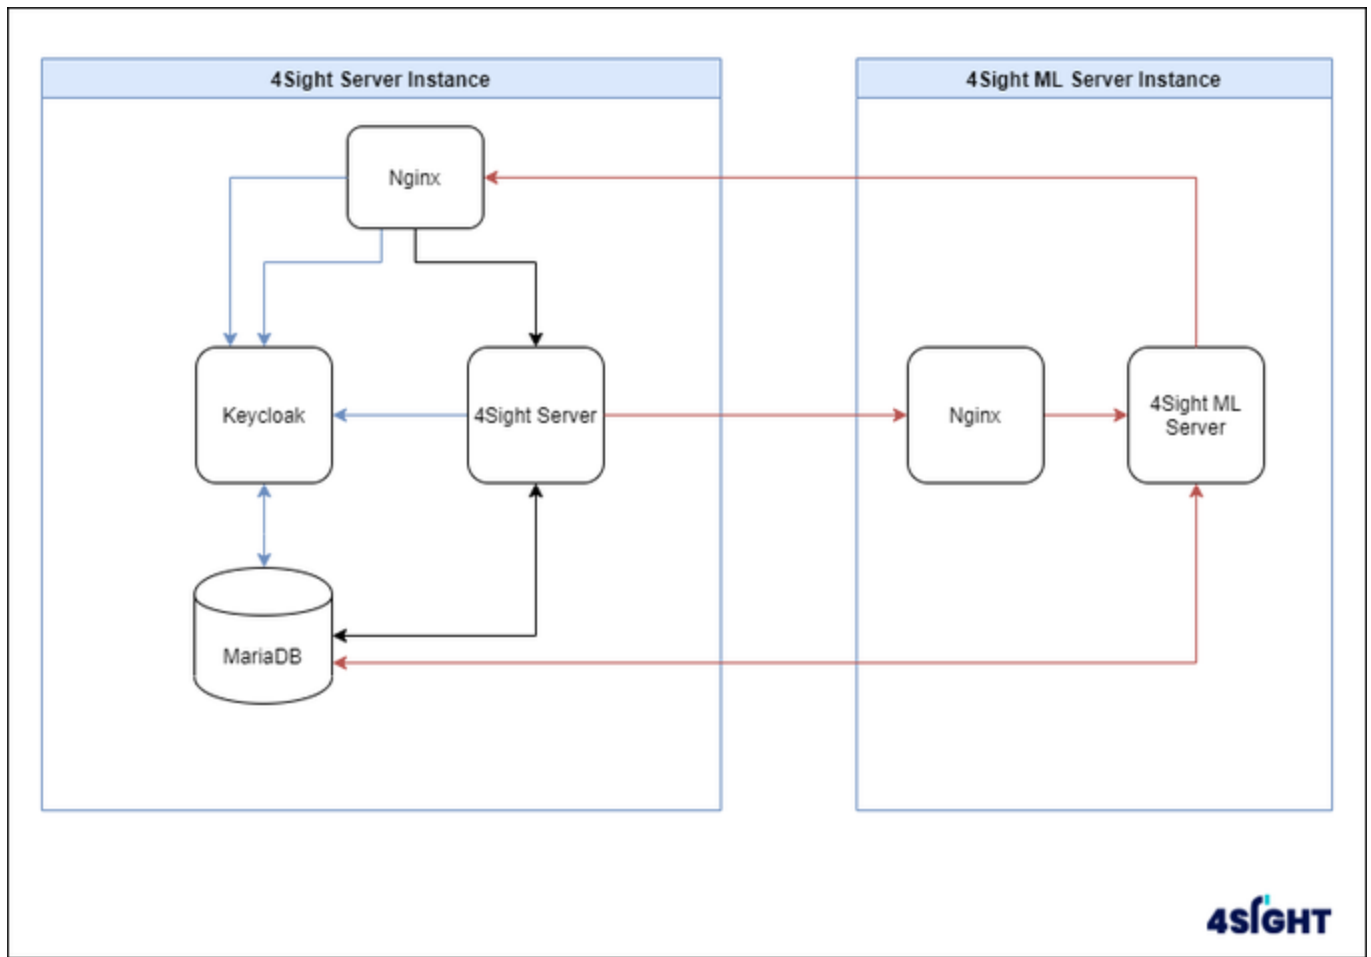 4Sight Server Instance
4Sight ML Server Instance
Nginx
Keycloak
4Sight Server
Nginx
4Sight ML
Server
MariaDB
4SIGHT